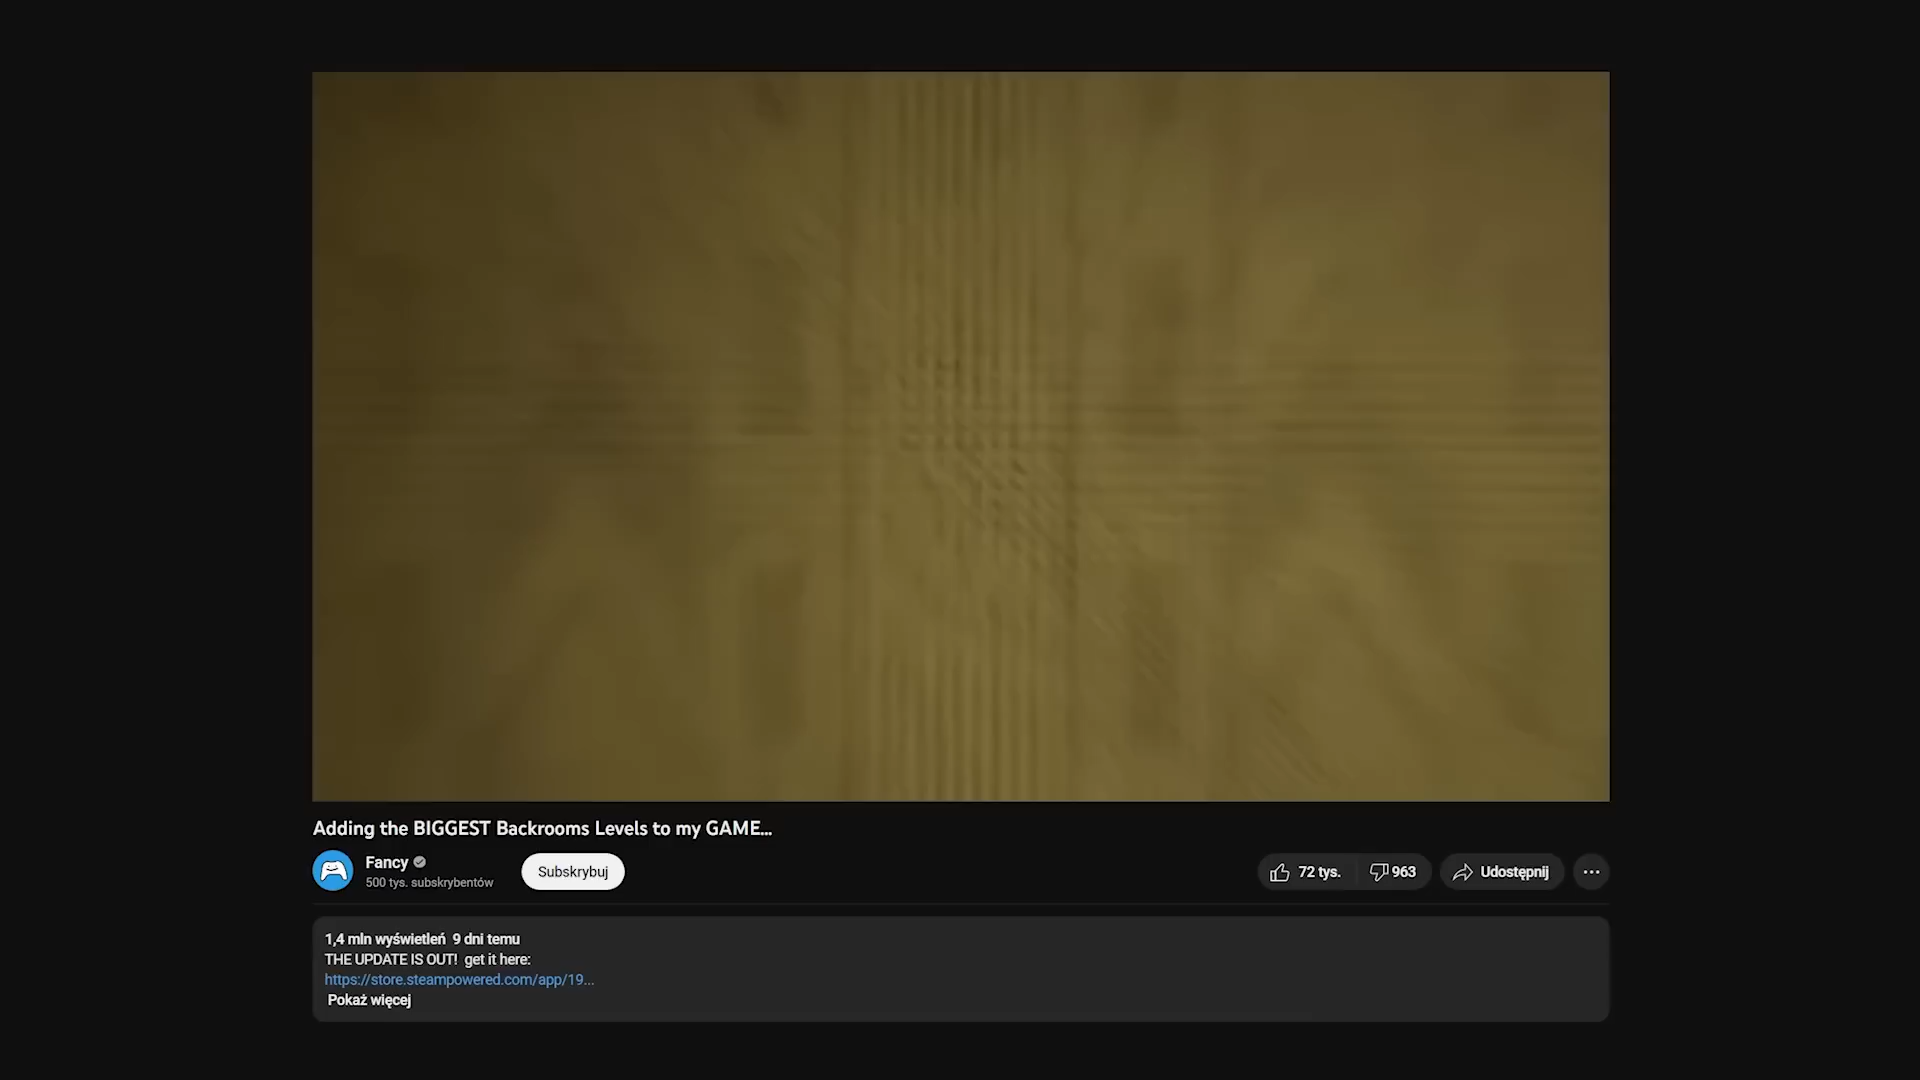 Adding the BIGGEST Backrooms Levels to my GAME...
Fancy
500 tys. subskrybentów
Subskrybuj
72 tys.
963
Udostępnij
1,4 mln wyświetleń 9 dni temu
THE UPDATE IS OUT! get it here:
https://store.steampowered.com/app/19...
Pokaż więcej